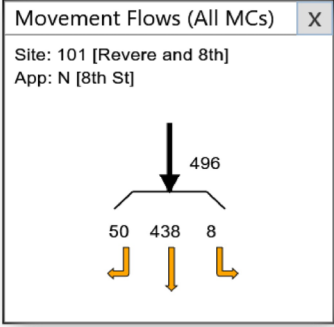 Movement Flows (All MCs) X
Site: 101 [Revere and 8th]
App: N [8th St]
496
50 438 8